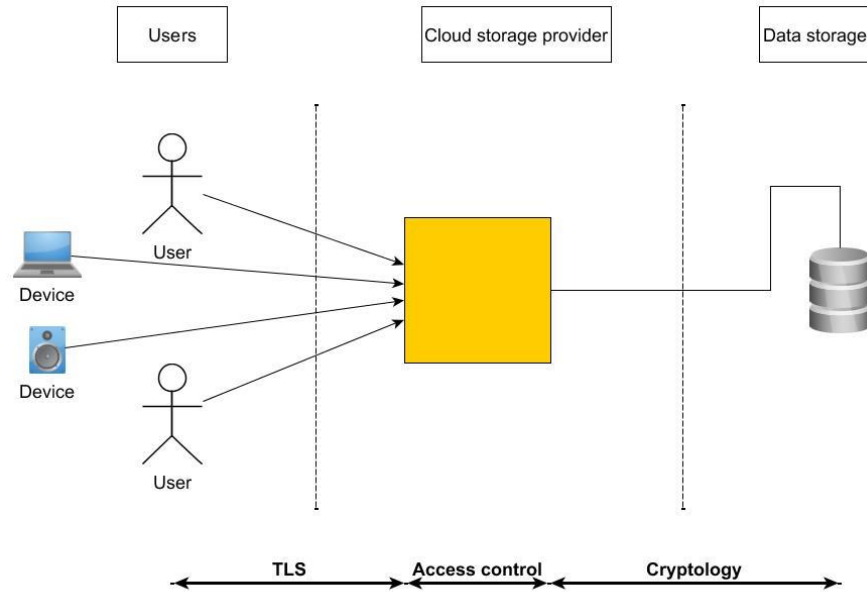 Users
Cloud storage provider
Data storage
User
Device
Device
User
TLS
Access control
Cryptology